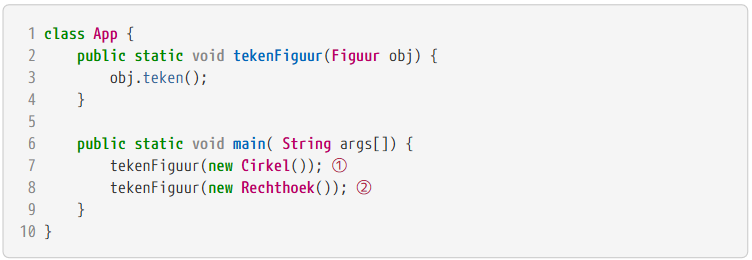 1 class App {
2     public static void tekenFiguur(Figuur obj) {
3         obj.teken();
4     }
5
6     public static void main( String args[]) {
7         tekenFiguur(new Cirkel()); ①
8         tekenFiguur(new Rechthoek()); ②
9     }
10 }